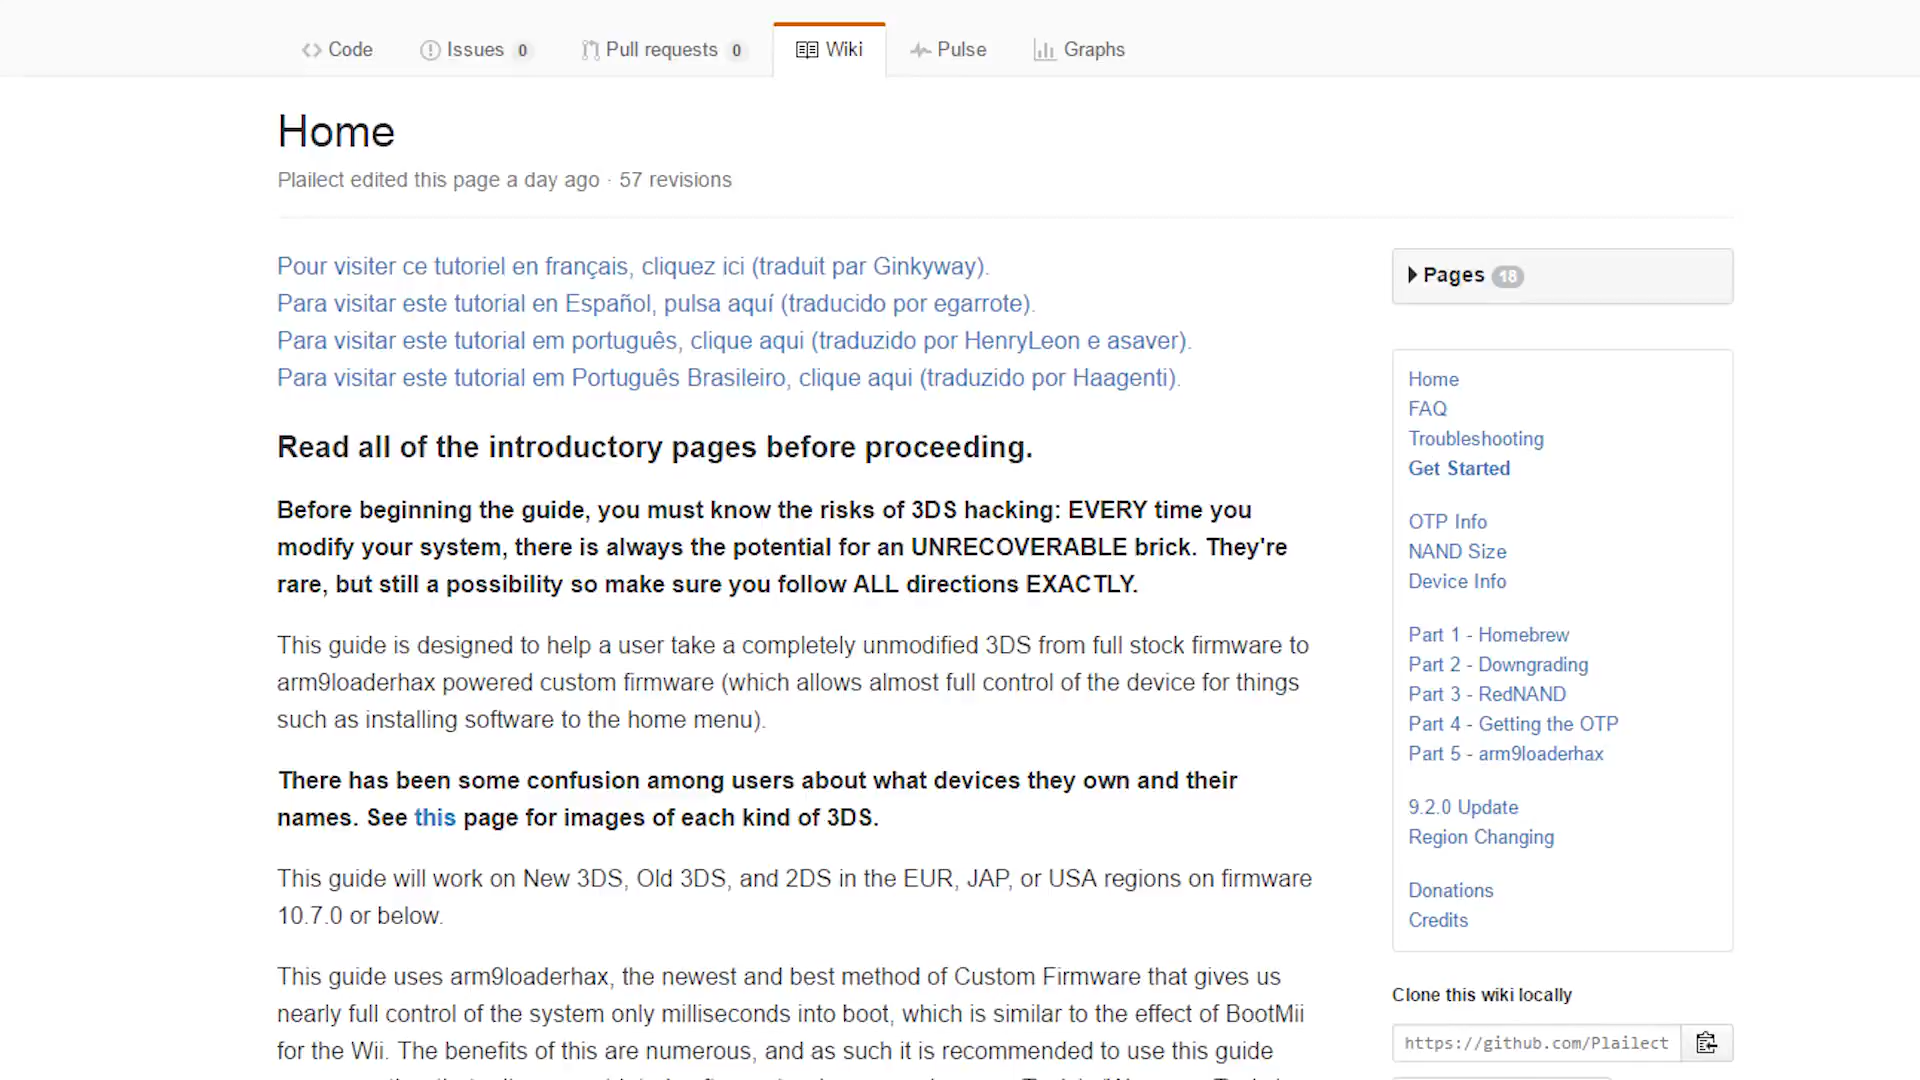 Code Issues 0 Pull requests 0 Wiki Pulse Graphs
Home
Plailect edited this page a day ago · 57 revisions
Pour visiter ce tutoriel en français, cliquez ici (traduit par Ginkyway).
Para visitar este tutorial en Español, pulsa aquí (traducido por egarrote).
Para visitar este tutorial em português, clique aqui (traduzido por HenryLeon e asaver).
Para visitar este tutorial em Português Brasileiro, clique aqui (traduzido por Haagenti).
Read all of the introductory pages before proceeding.
Before beginning the guide, you must know the risks of 3DS hacking: EVERY time you
modify your system, there is always the potential for an UNRECOVERABLE brick. They're
rare, but still a possibility so make sure you follow ALL directions EXACTLY.
This guide is designed to help a user take a completely unmodified 3DS from full stock firmware to
arm9loaderhax powered custom firmware (which allows almost full control of the device for things
such as installing software to the home menu).
There has been some confusion among users about what devices they own and their
names. See this page for images of each kind of 3DS.
This guide will work on New 3DS, Old 3DS, and 2DS in the EUR, JAP, or USA regions on firmware
10.7.0 or below.
This guide uses arm9loaderhax, the newest and best method of Custom Firmware that gives us
nearly full control of the system only milliseconds into boot, which is similar to the effect of BootMii
for the Wii. The benefits of this are numerous, and as such it is recommended to use this guide
Pages 18
Home
FAQ
Troubleshooting
Get Started
OTP Info
NAND Size
Device Info
Part 1 - Homebrew
Part 2 - Downgrading
Part 3 - RedNAND
Part 4 - Getting the OTP
Part 5 - arm9loaderhax
9.2.0 Update
Region Changing
Donations
Credits
Clone this wiki locally
https://github.com/Plailect